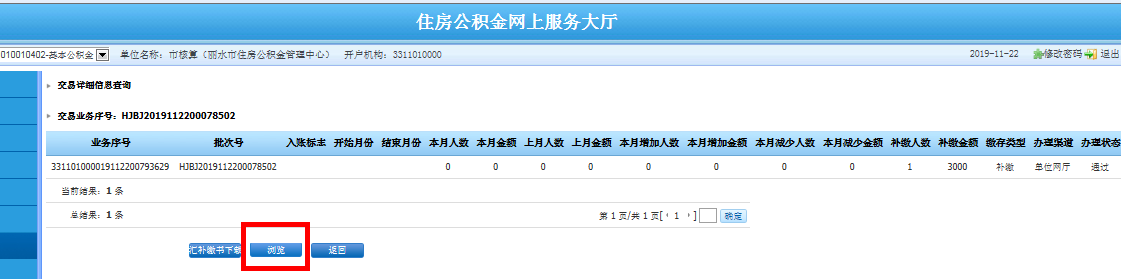 住房公积金网上服务大厅
010010402-基本公积金 单位名称：市核算（丽水市住房公积金管理中心） 开户机构：3311010000 2019-11-22 修改密码 退出
交易详细信息查询
交易业务序号：HJBJ2019112200078502
业务序号 批次号 入账标志 开始月份 结束月份 本月人数 本月金额 上月人数 上月金额 本月增加人数 本月增加金额 本月减少人数 本月减少金额 补缴人数 补缴金额 缴存类型 办理渠道 办理状态
331101000019112200793629 HJBJ2019112200078502 0 0 0 0 0 0 0 0 1 3000 补缴 单位网厅 通过
当前结果：1 条
总结果：1 条 第 1 页/共 1 页[ 1 ] 确定
汇补缴书下载 浏览 返回